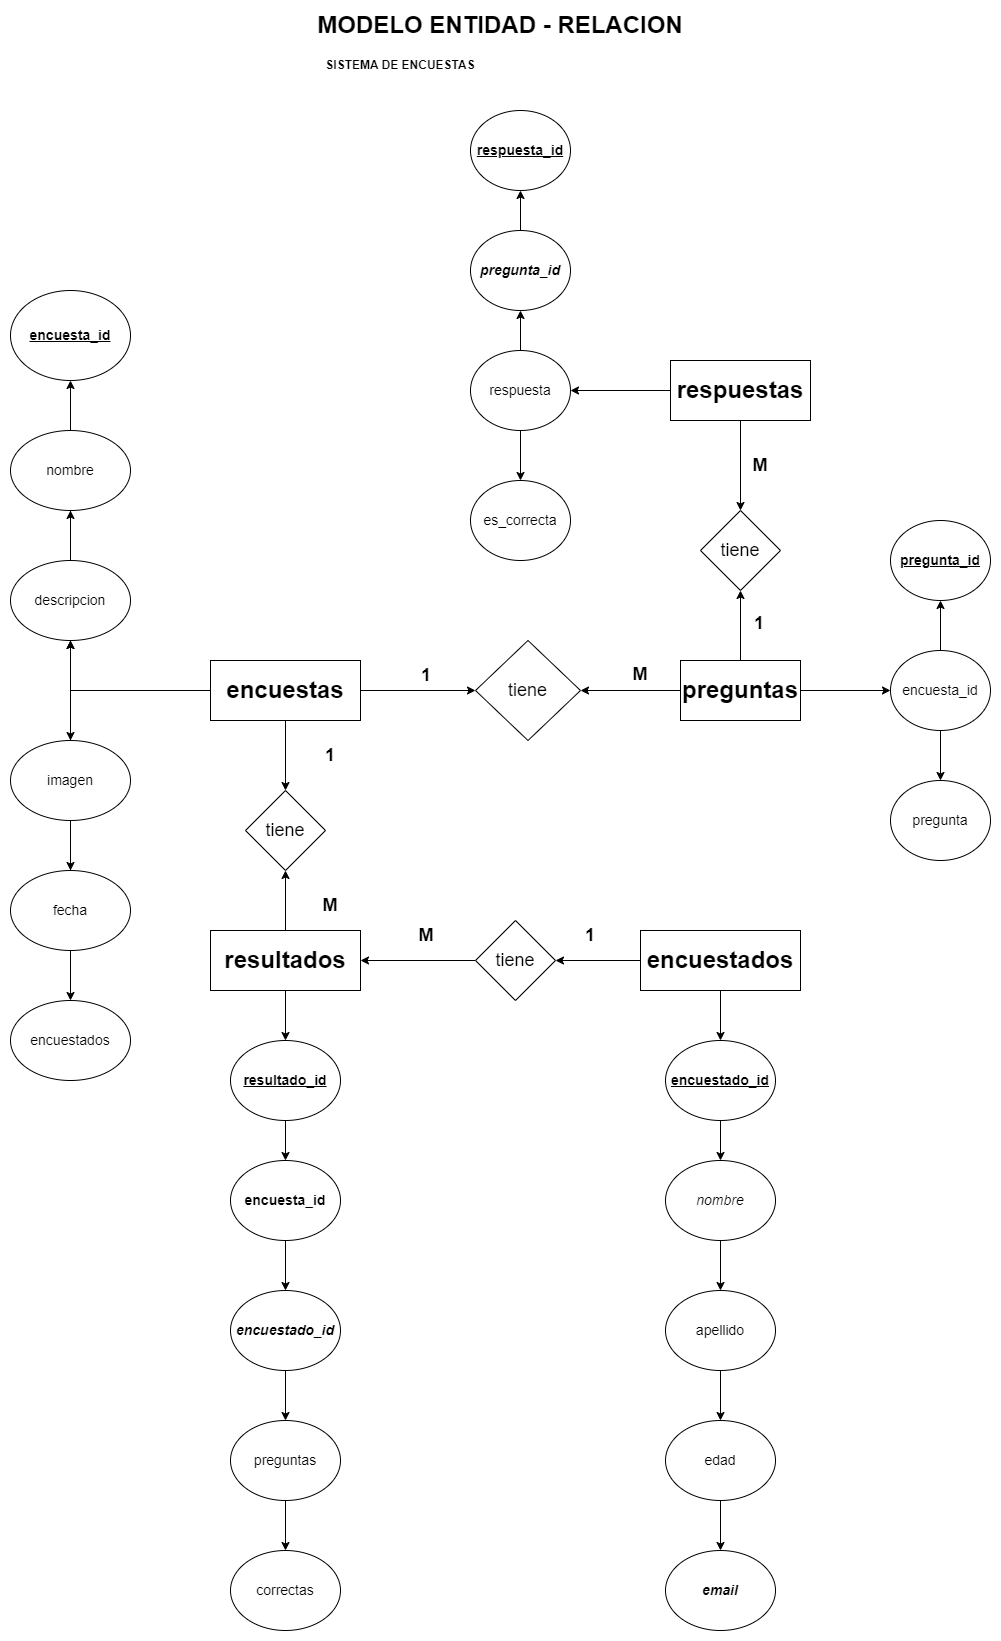 MODELO ENTIDAD - RELACION
SISTEMA DE ENCUESTAS
respuesta_id
pregunta_id
encuesta_id
respuesta
respuestas
M
nombre
es_correcta
tiene
pregunta_id
descripcion
1
encuestas
1
tiene
M
preguntas
encuesta_id
1
imagen
tiene
pregunta
M
fecha
resultados
M
tiene
1
encuestados
encuestados
resultado_id
encuestado_id
encuesta_id
nombre
encuestado_id
apellido
preguntas
edad
correctas
email